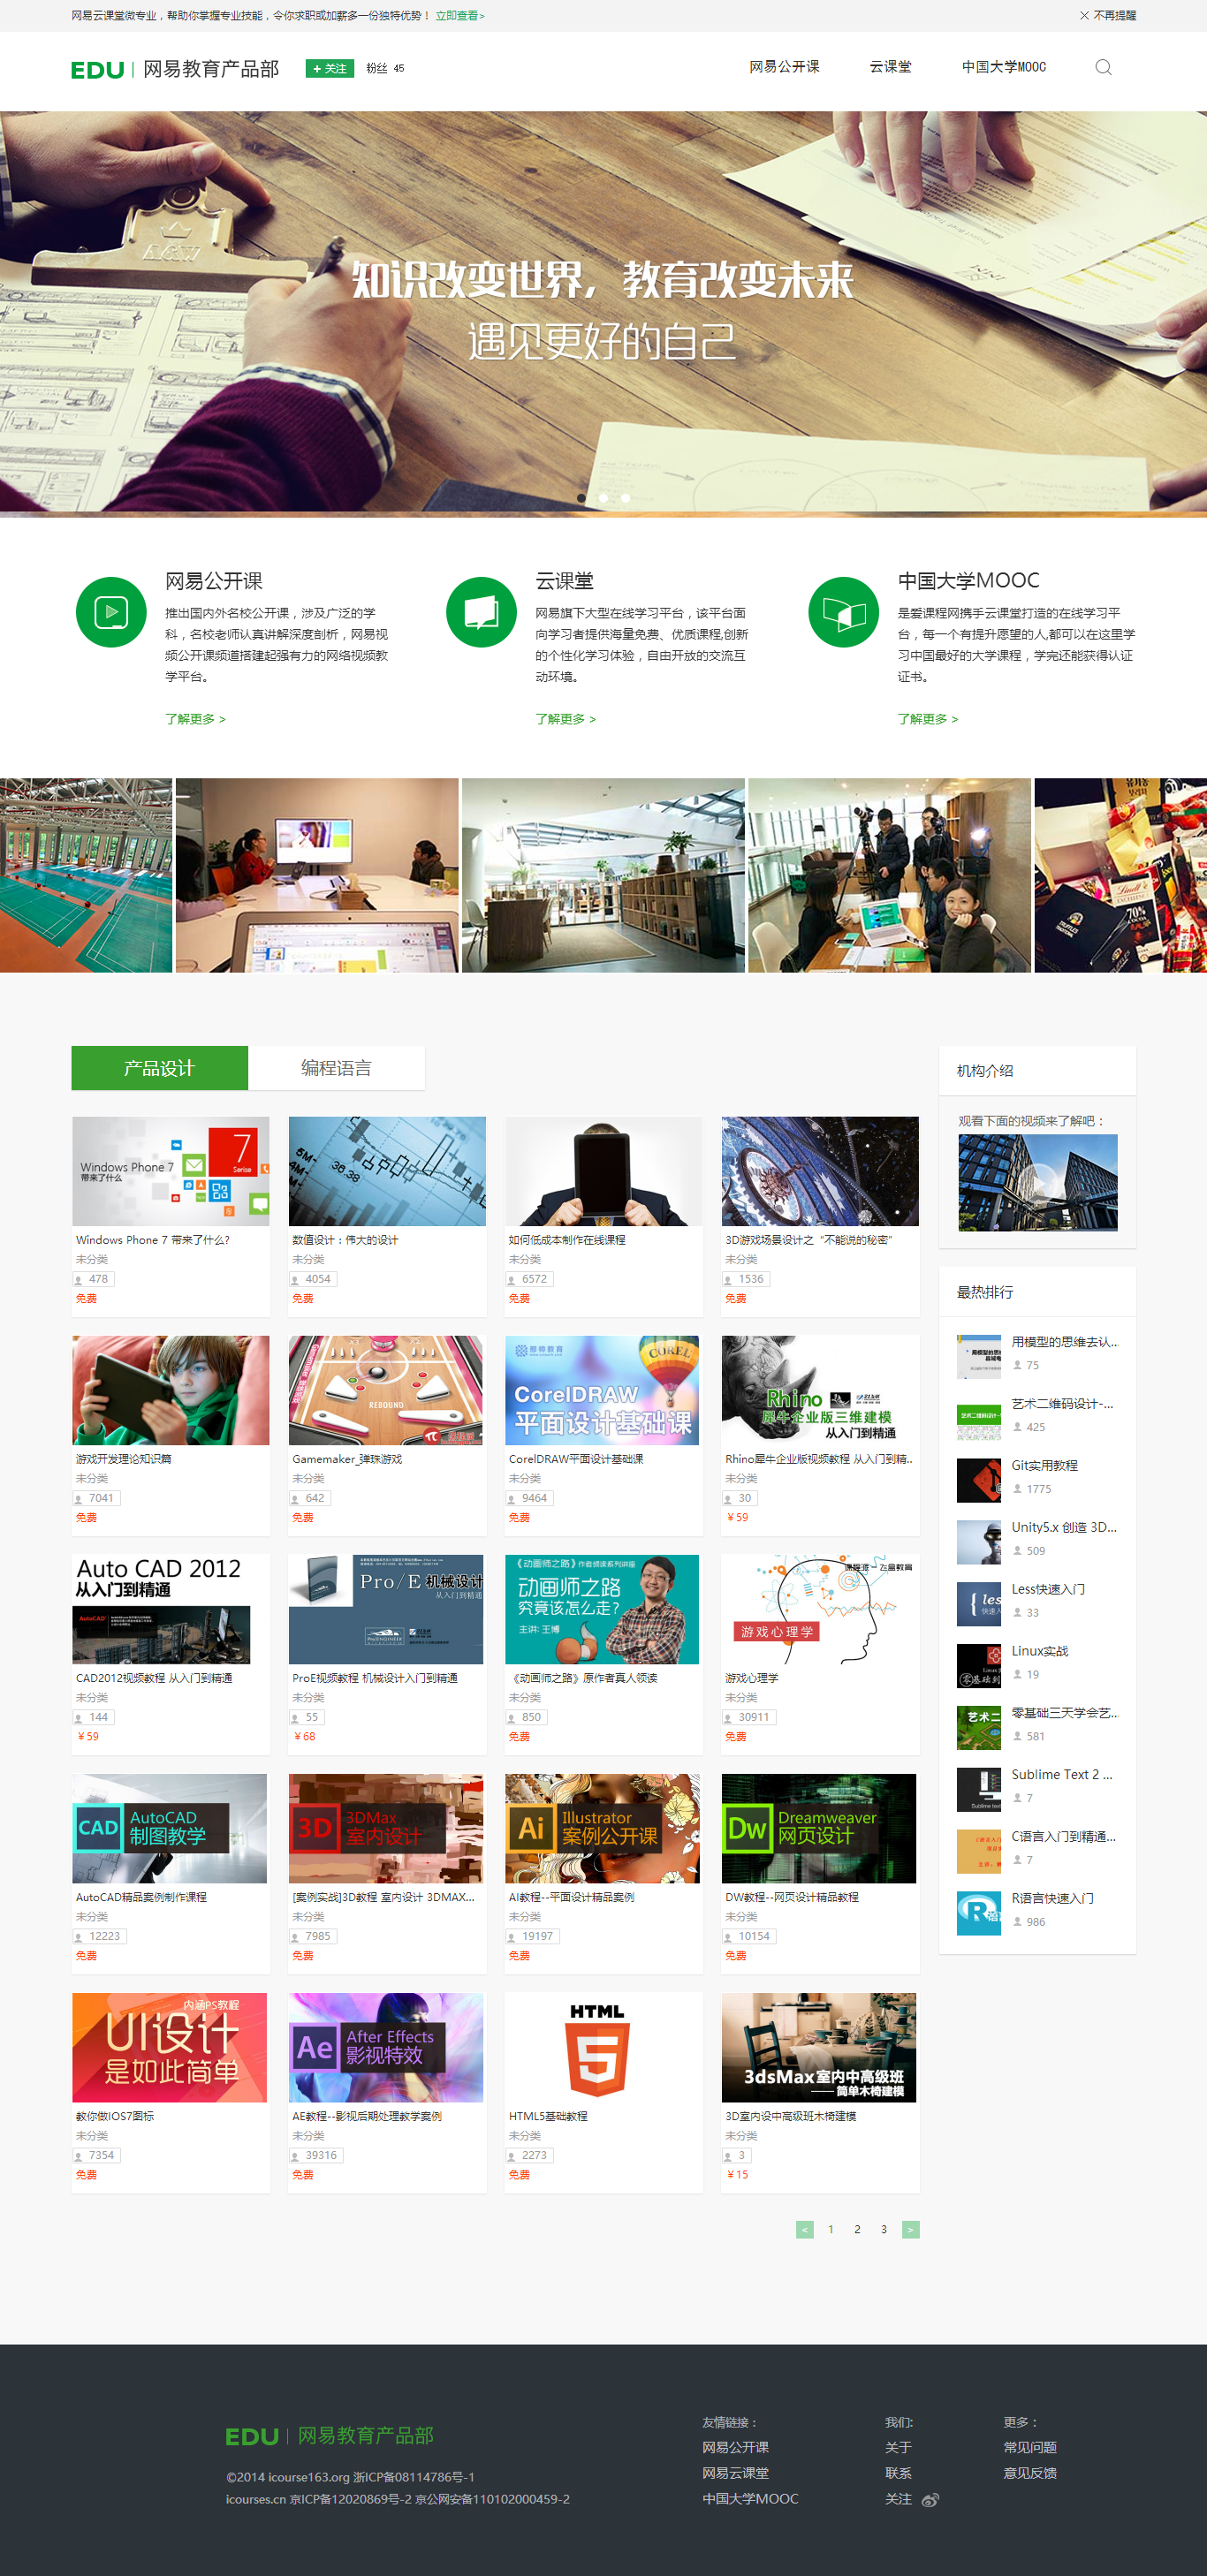 网易云课堂微专业，帮助你掌握专业技能，令你求职或加薪多一份独特优势！ 立即查看>
× 不再提醒
EDU | 网易教育产品部
+ 关注
粉丝 45
网易公开课
云课堂
中国大学MOOC
A&W
知识改变世界，教育改变未来
遇见更好的自己
网易公开课
推出国内外名校公开课，涉及广泛的学
科，名校老师认真讲解深度剖析，网易视
频公开课频道搭建起强有力的网络视频教
学平台。
了解更多 >
云课堂
网易旗下大型在线学习平台，该平台面
向学习者提供海量免费、优质课程,创新
的个性化学习体验，自由开放的交流互
动环境。
了解更多 >
中国大学MOOC
是爱课程网携手云课堂打造的在线学习平
台，每一个有提升愿望的人,都可以在这里学
习中国最好的大学课程，学完还能获得认证
证书。
了解更多 >
Lindt
70%
产品设计
编程语言
Windows Phone 7
带来了什么
7
Series
Windows Phone 7 带来了什么?
未分类
478
免费
数值设计：伟大的设计
未分类
4054
免费
如何低成本制作在线课程
未分类
6572
免费
3D游戏场景设计之“不能说的秘密”
未分类
1536
免费
游戏开发理论知识篇
未分类
7041
免费
REBOUND
Gamemaker_弹珠游戏
未分类
642
免费
COREL
CorelDRAW
平面设计基础课
CorelDRAW平面设计基础课
未分类
9464
免费
Rhino
犀牛企业版三维建模
从入门到精通
Rhino犀牛企业版视频教程 从入门到精..
未分类
30
￥59
Auto CAD 2012
从入门到精通
AutoCAD
CAD2012视频教程 从入门到精通
未分类
144
￥59
Pro/E 机械设计
从入门到精通
ProE视频教程 机械设计入门到精通
未分类
55
￥68
《动画师之路》作者领读系列讲座
动画师之路
究竟该怎么走?
主讲: 王博
《动画师之路》原作者真人领读
未分类
850
免费
游戏心理学
游戏心理学
未分类
30911
免费
CAD
AutoCAD
制图教学
AutoCAD精品案例制作课程
未分类
12223
免费
3D
3DMax
室内设计
[案例实战]3D教程 室内设计 3DMAX...
未分类
7985
免费
Ai
Illustrator
案例公开课
AI教程--平面设计精品案例
未分类
19197
免费
Dw
Dreamweaver
网页设计
DW教程--网页设计精品教程
未分类
10154
免费
内涵PS教程
UI设计
是如此简单
教你做IOS7图标
未分类
7354
免费
Ae
After Effects
影视特效
AE教程--影视后期处理教学案例
未分类
39316
免费
HTML
5
HTML5基础教程
未分类
2273
免费
3dsMax室内中高级班
—— 简单木椅建模
3D室内设中高级班木椅建模
未分类
3
￥15
< 1 2 3 >
机构介绍
观看下面的视频来了解吧：
最热排行
用模型的思维去认...
75
艺术二维码设计-...
425
Git实用教程
1775
Unity5.x 创造 3D...
509
Less快速入门
33
Linux实战
19
零基础三天学会艺...
581
Sublime Text 2 ...
7
C语言入门到精通...
7
R语言快速入门
986
EDU | 网易教育产品部
©2014 icourse163.org 浙ICP备08114786号-1
icourses.cn 京ICP备12020869号-2 京公网安备110102000459-2
友情链接：
网易公开课
网易云课堂
中国大学MOOC
我们:
关于
联系
关注
更多：
常见问题
意见反馈